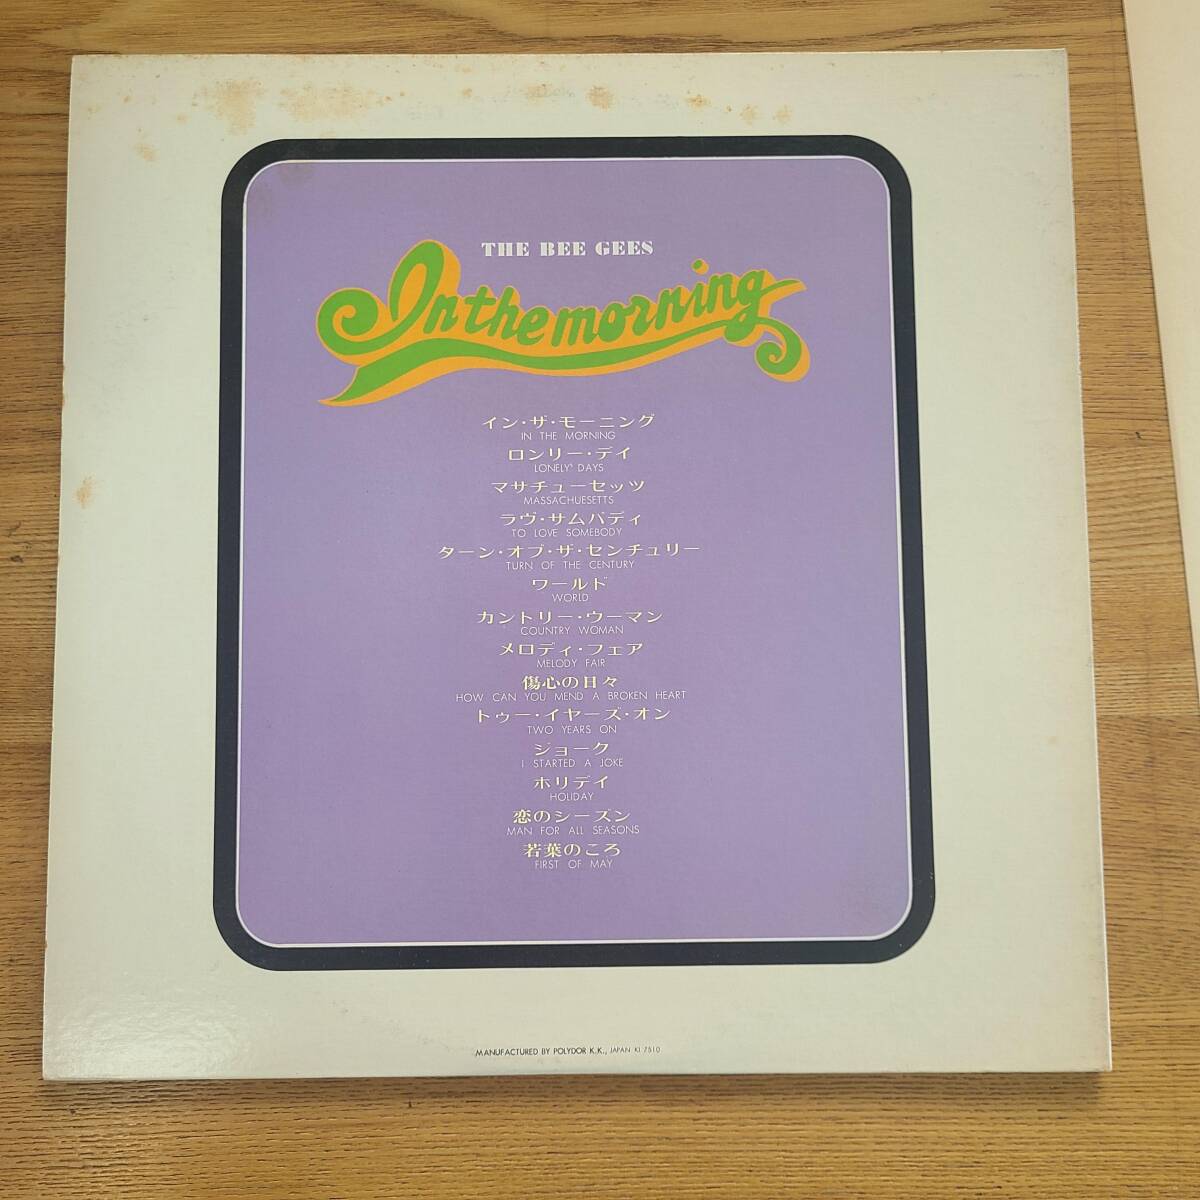 THE BEE GEES
In the morning
イン・ザ・モーニング
IN THE MORNING
ロンリー・デイ
LONELY DAYS
マサチューセッツ
MASSACHUESETTS
ラヴ・サムバディ
TO LOVE SOMEBODY
ターン・オブ・ザ・センチュリー
TURN OF THE CENTURY
ワールド
WORLD
カントリー・ウーマン
COUNTRY WOMAN
メロディ・フェア
MELODY FAIR
傷心の日々
HOW CAN YOU MEND A BROKEN HEART
トゥー・イヤーズ・オン
TWO YEARS ON
ジョーク
I STARTED A JOKE
ホリデイ
HOLIDAY
恋のシーズン
MAN FOR ALL SEASONS
若葉のころ
FIRST OF MAY
MANUFACTURED BY POLYDOR K.K., JAPAN KI 7510